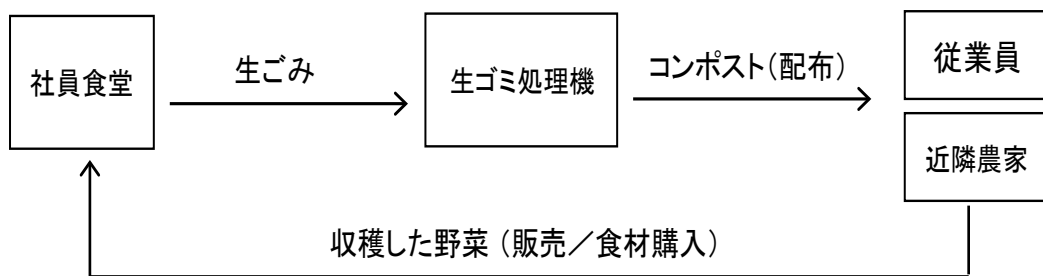 社員食堂
生ごみ
生ゴミ処理機
コンポスト（配布）
従業員
近隣農家
収穫した野菜（販売／食材購入）